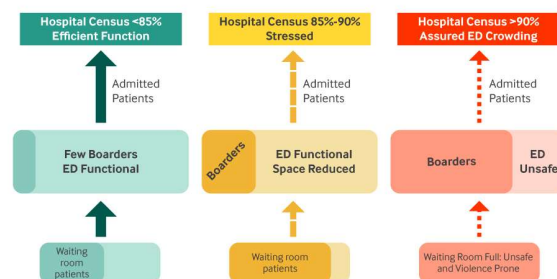 Hospital Census <85%
Efficient Function
Admitted
Patients
Few Boarders
ED Functional
Waiting
room
patients
Hospital Census 85%-90%
Stressed
Admitted
Patients
Boarders
ED Functional
Space Reduced
Waiting room
patients
Hospital Census >90%
Assured ED Crowding
Admitted
Patients
Boarders
ED
Unsafe
Waiting Room Full: Unsafe
and Violence Prone